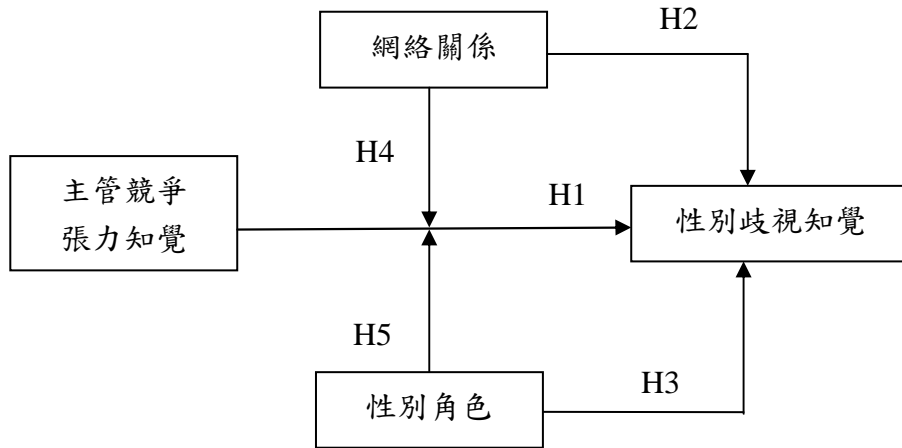 H2
網絡關係
H4
主管競爭
張力知覺
H1
性別歧視知覺
H5
性別角色
H3